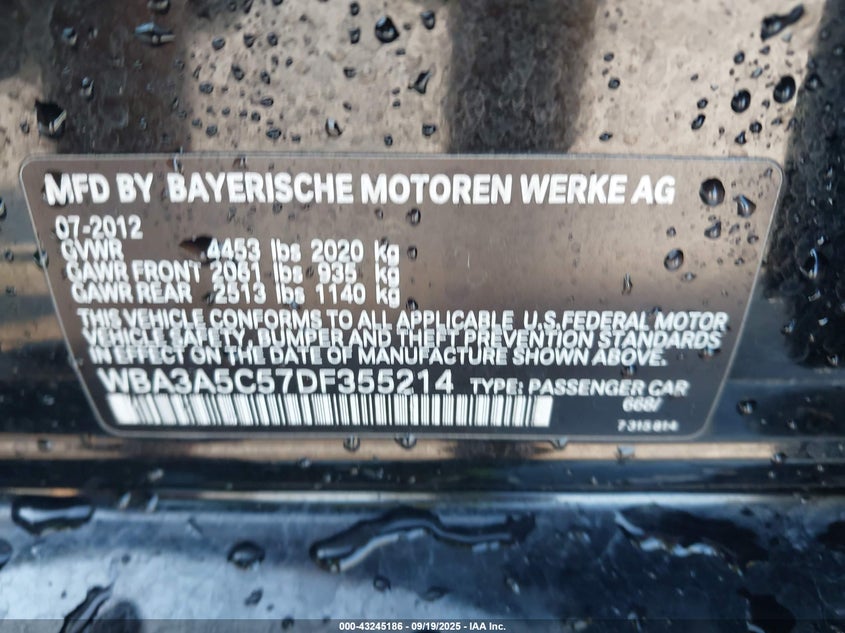 MFD BY BAYERISCHE MOTOREN WERKE AG
07-2012
GVWR 4453 lbs 2020 kg
GAWR FRONT 2061 lbs 935 kg
GAWR REAR 2513 lbs 1140 kg
THIS VEHICLE CONFORMS TO ALL APPLICABLE U.S.FEDERAL MOTOR
VEHICLE SAFETY, BUMPER, AND THEFT PREVENTION STANDARDS
IN EFFECT ON THE DATE OF MANUFACTURE SHOWN ABOVE.
WBA3A5C57DF355214 TYPE: PASSENGER CAR
668/
7 313 814
000-43245186 - 09/19/2025 - IAA Inc.